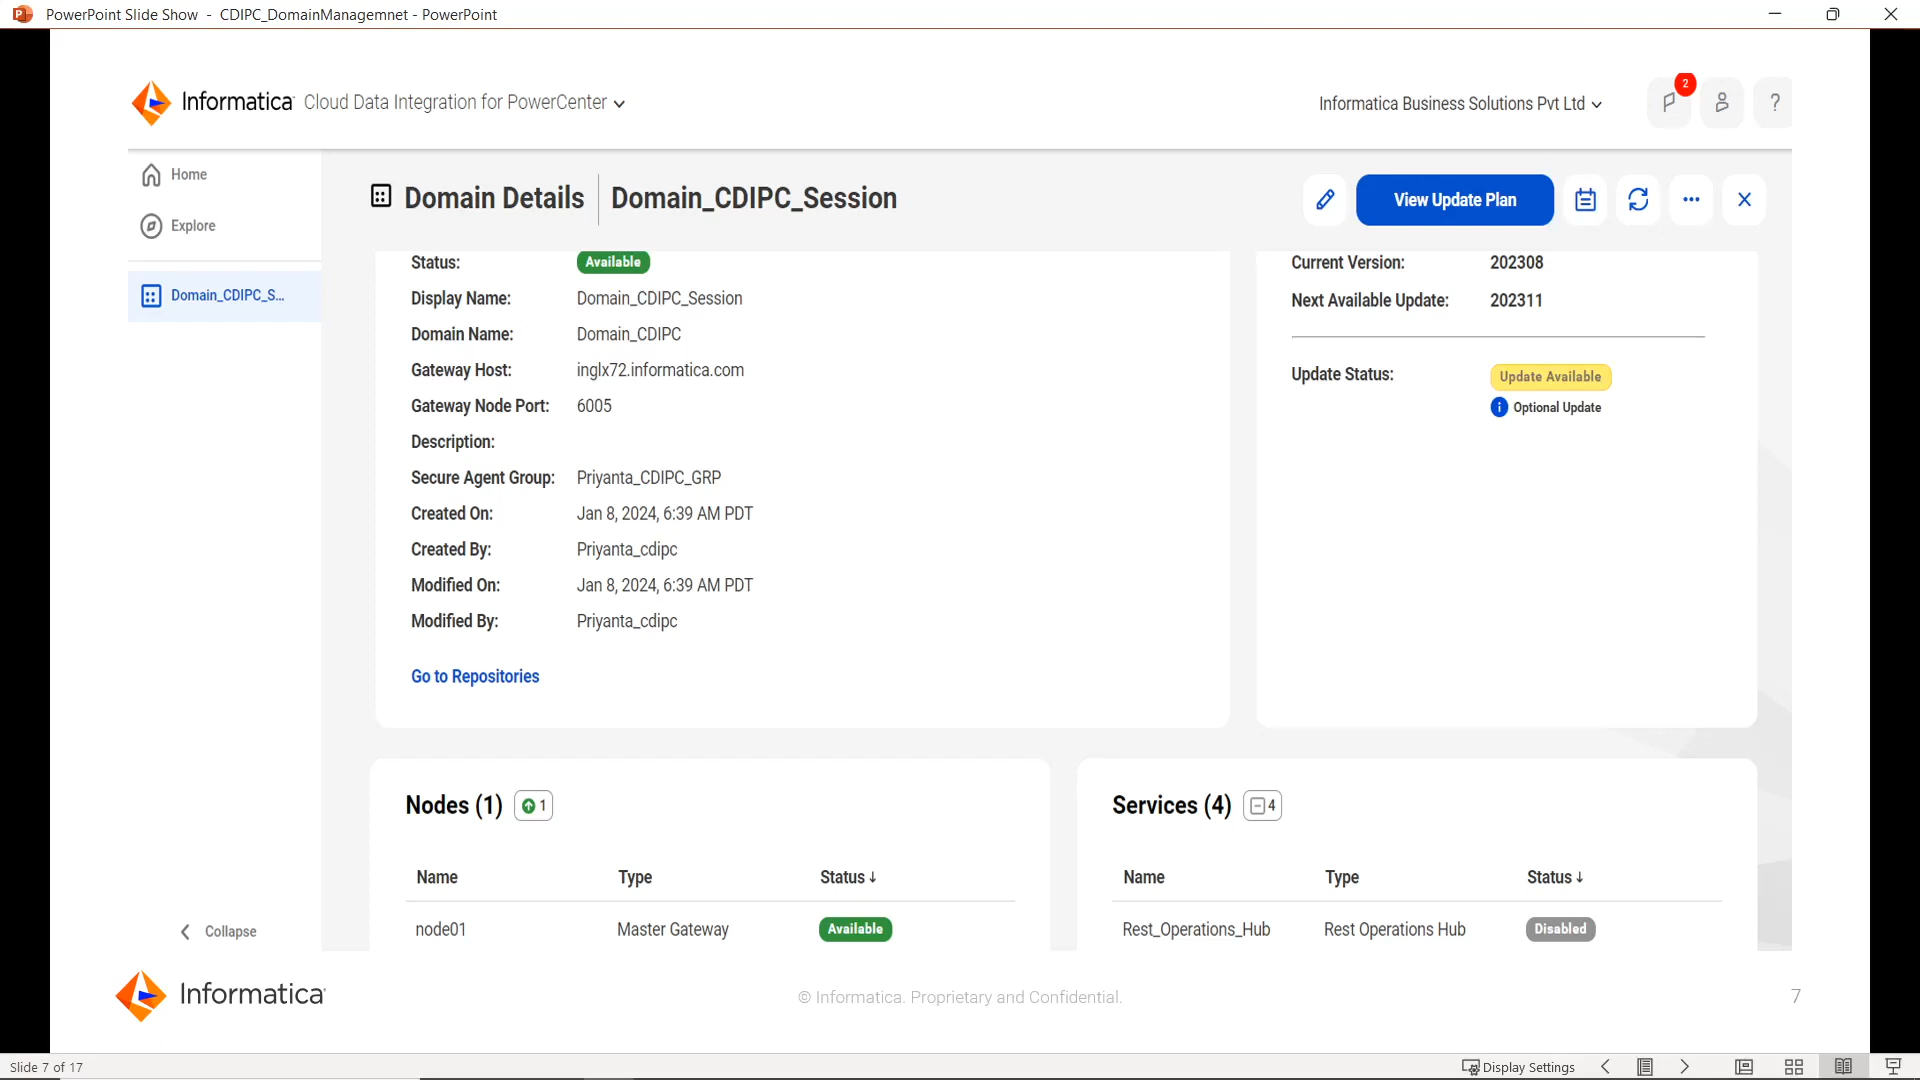 PowerPoint Slide Show - CDIPC_DomainManagemnet - PowerPoint
Informatica Cloud Data Integration for PowerCenter
Informatica Business Solutions Pvt Ltd
2
?
Home
Explore
Domain_CDIPC_S...
Collapse
Domain Details
Domain_CDIPC_Session
View Update Plan
Status: Available
Display Name: Domain_CDIPC_Session
Domain Name: Domain_CDIPC
Gateway Host: inglx72.informatica.com
Gateway Node Port: 6005
Description:
Secure Agent Group: Priyanta_CDIPC_GRP
Created On: Jan 8, 2024, 6:39 AM PDT
Created By: Priyanta_cdipc
Modified On: Jan 8, 2024, 6:39 AM PDT
Modified By: Priyanta_cdipc
Go to Repositories
Current Version: 202308
Next Available Update: 202311
Update Status: Update Available
Optional Update
Nodes (1) 1
Name Type Status ↓
node01 Master Gateway Available
Services (4) 4
Name Type Status ↓
Rest_Operations_Hub Rest Operations Hub Disabled
Informatica
© Informatica. Proprietary and Confidential.
7
Slide 7 of 17
Display Settings